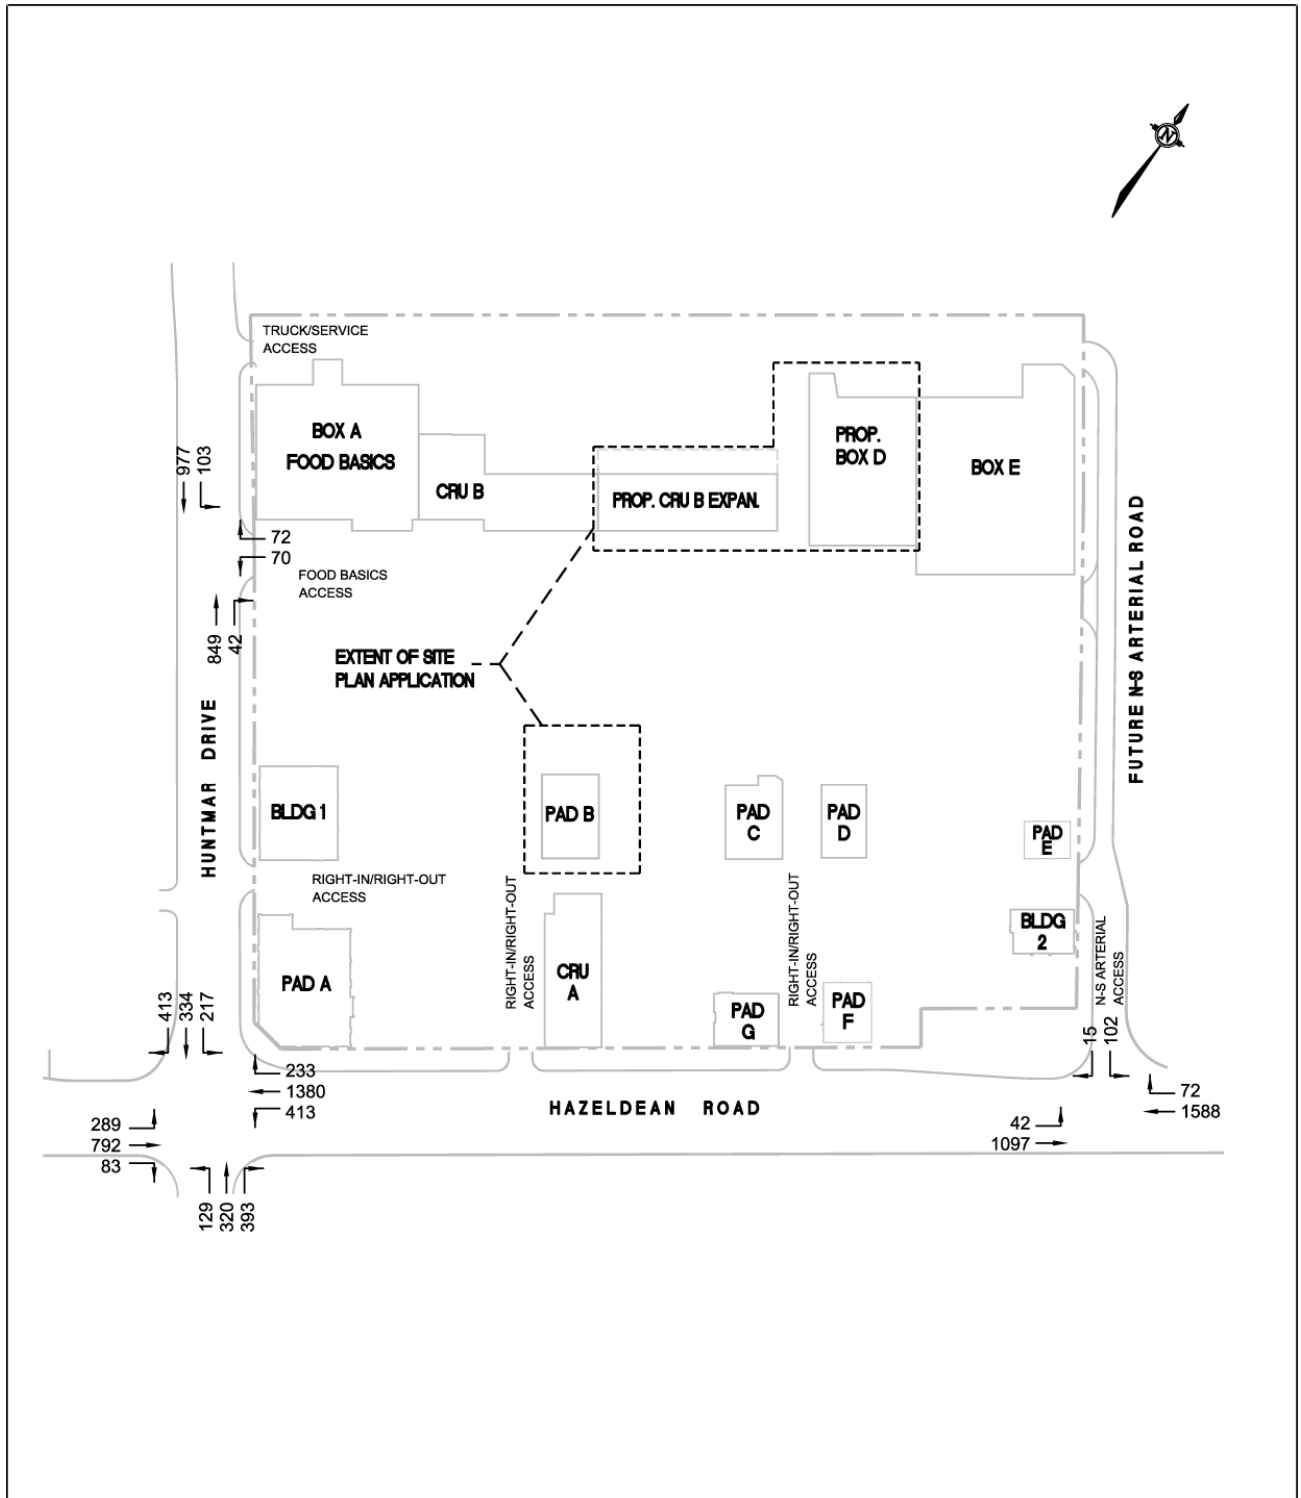 N
TRUCK/SERVICE
ACCESS
BOX A
FOOD BASICS
CRU B
PROP. CRU B EXPAN.
PROP.
BOX D
BOX E
977
103
72
70
FOOD BASICS
ACCESS
849
42
EXTENT OF SITE
PLAN APPLICATION
HUNTMAR DRIVE
FUTURE N-S ARTERIAL ROAD
BLDG 1
PAD B
PAD
C
PAD
D
PAD
E
RIGHT-IN/RIGHT-OUT
ACCESS
RIGHT-IN/RIGHT-OUT
ACCESS
RIGHT-IN/RIGHT-OUT
ACCESS
BLDG
2
N-S ARTERIAL
ACCESS
PAD A
CRU
A
PAD
G
PAD
F
413
334
217
15
102
233
1380
413
72
1588
HAZELDEAN ROAD
289
792
83
42
1097
129
320
393